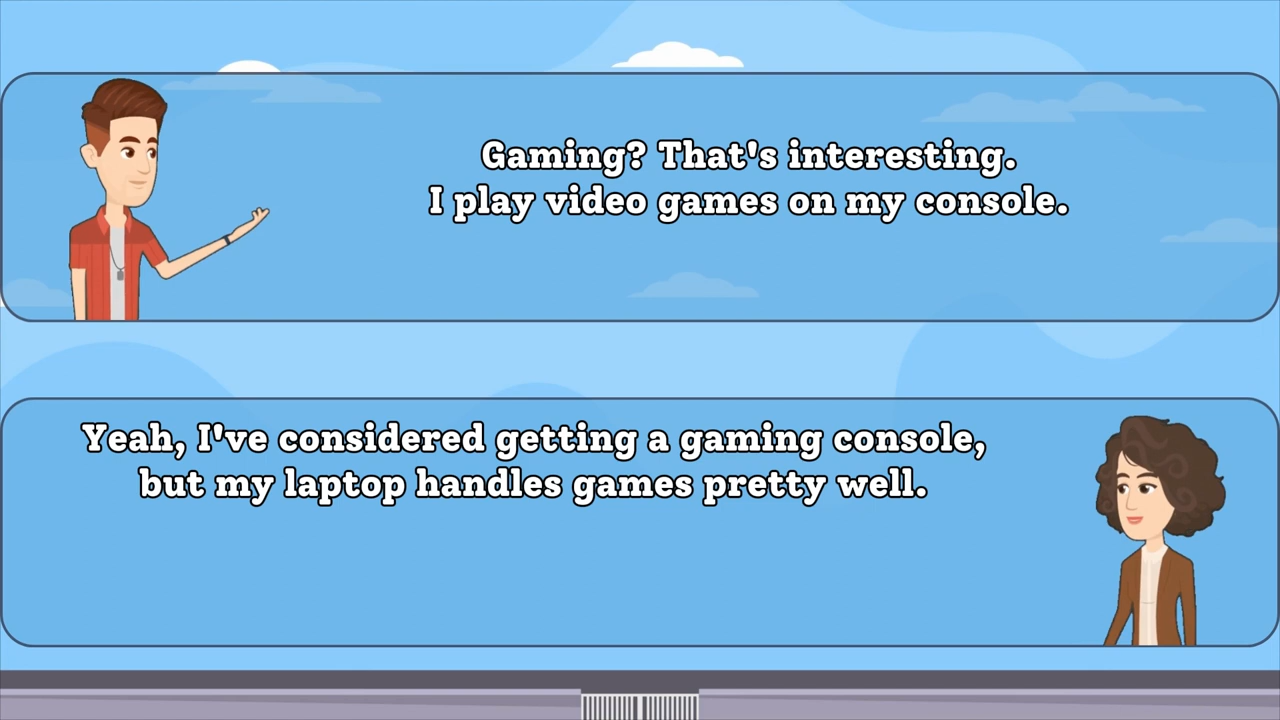 Gaming? That's interesting.
I play video games on my console.
Yeah, I've considered getting a gaming console,
but my laptop handles games pretty well.